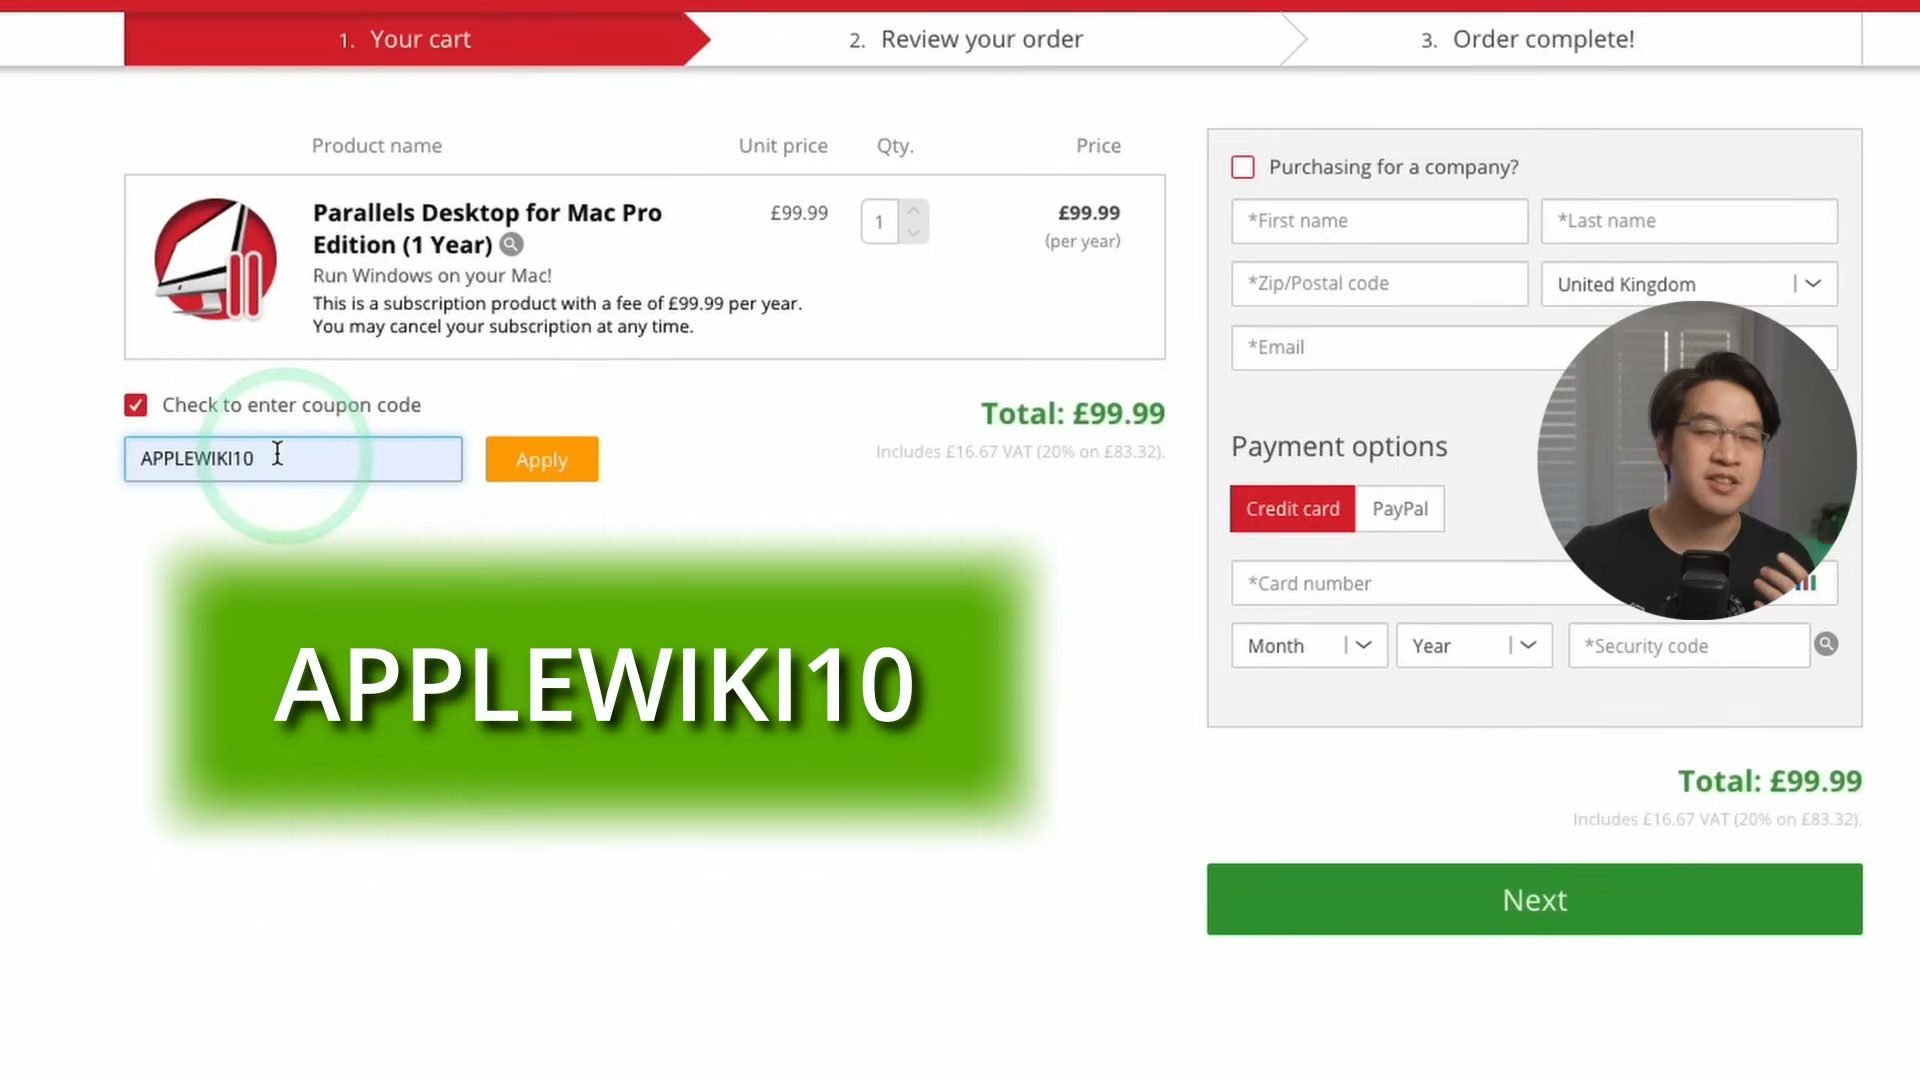 1. Your cart
2. Review your order
3. Order complete!
Product name
Unit price
Qty.
Price
Parallels Desktop for Mac Pro
Edition (1 Year)
£99.99
1
£99.99
(per year)
Run Windows on your Mac!
This is a subscription product with a fee of £99.99 per year.
You may cancel your subscription at any time.
Check to enter coupon code
APPLEWIKI10
Apply
Total: £99.99
Includes £16.67 VAT (20% on £83.32).
APPLEWIKI10
Purchasing for a company?
*First name
*Last name
*Zip/Postal code
United Kingdom
*Email
Payment options
Credit card
PayPal
*Card number
Month
Year
*Security code
Total: £99.99
Includes £16.67 VAT (20% on £83.32).
Next